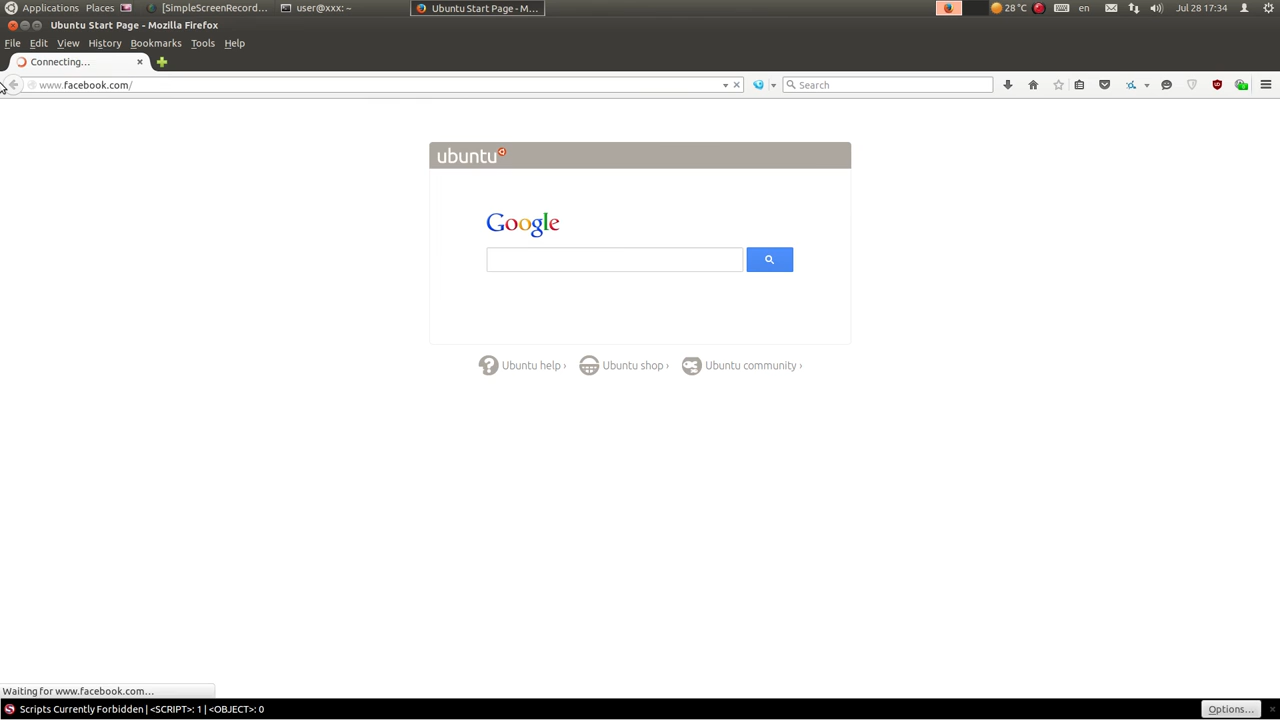 Applications Places [SimpleScreenRecord... user@xxx: ~ Ubuntu Start Page - M... 28 °C en Jul 28 17:34
Ubuntu Start Page - Mozilla Firefox
File Edit View History Bookmarks Tools Help
Connecting...
www.facebook.com/ Search
ubuntu
Google
Ubuntu help › Ubuntu shop › Ubuntu community ›
Waiting for www.facebook.com...
Scripts Currently Forbidden | <SCRIPT>: 1 | <OBJECT>: 0 Options...